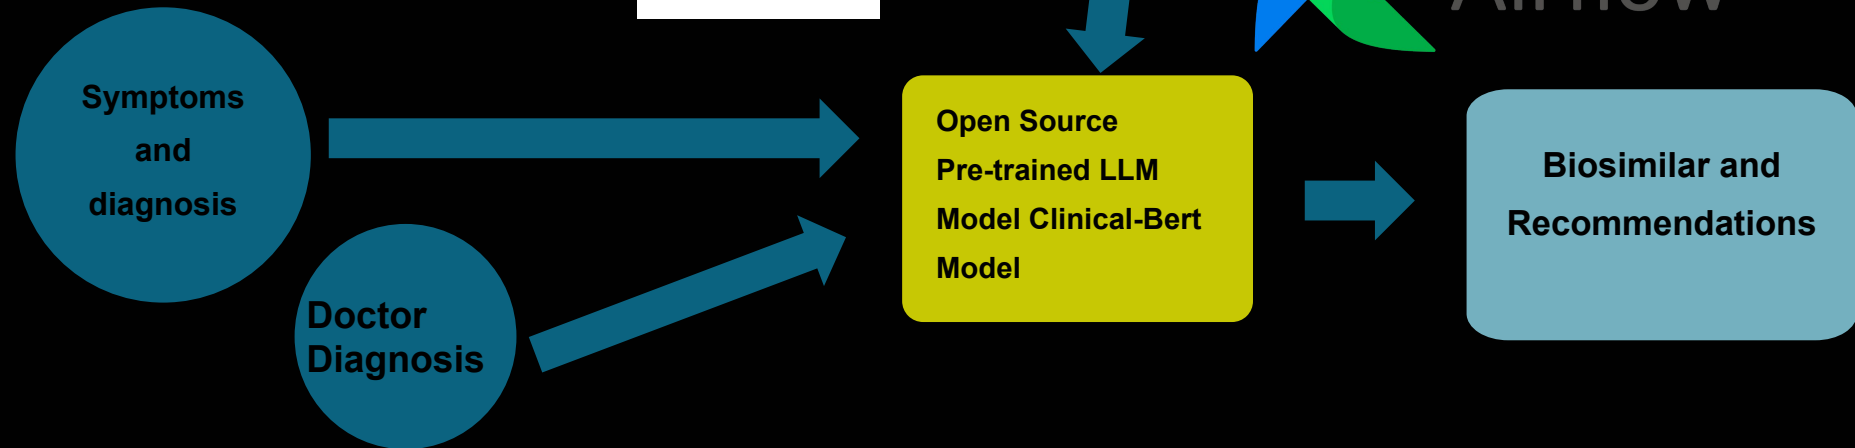 Symptoms
and
diagnosis
Doctor
Diagnosis
Open Source
Pre-trained LLM
Model Clinical-Bert
Model
Biosimilar and
Recommendations